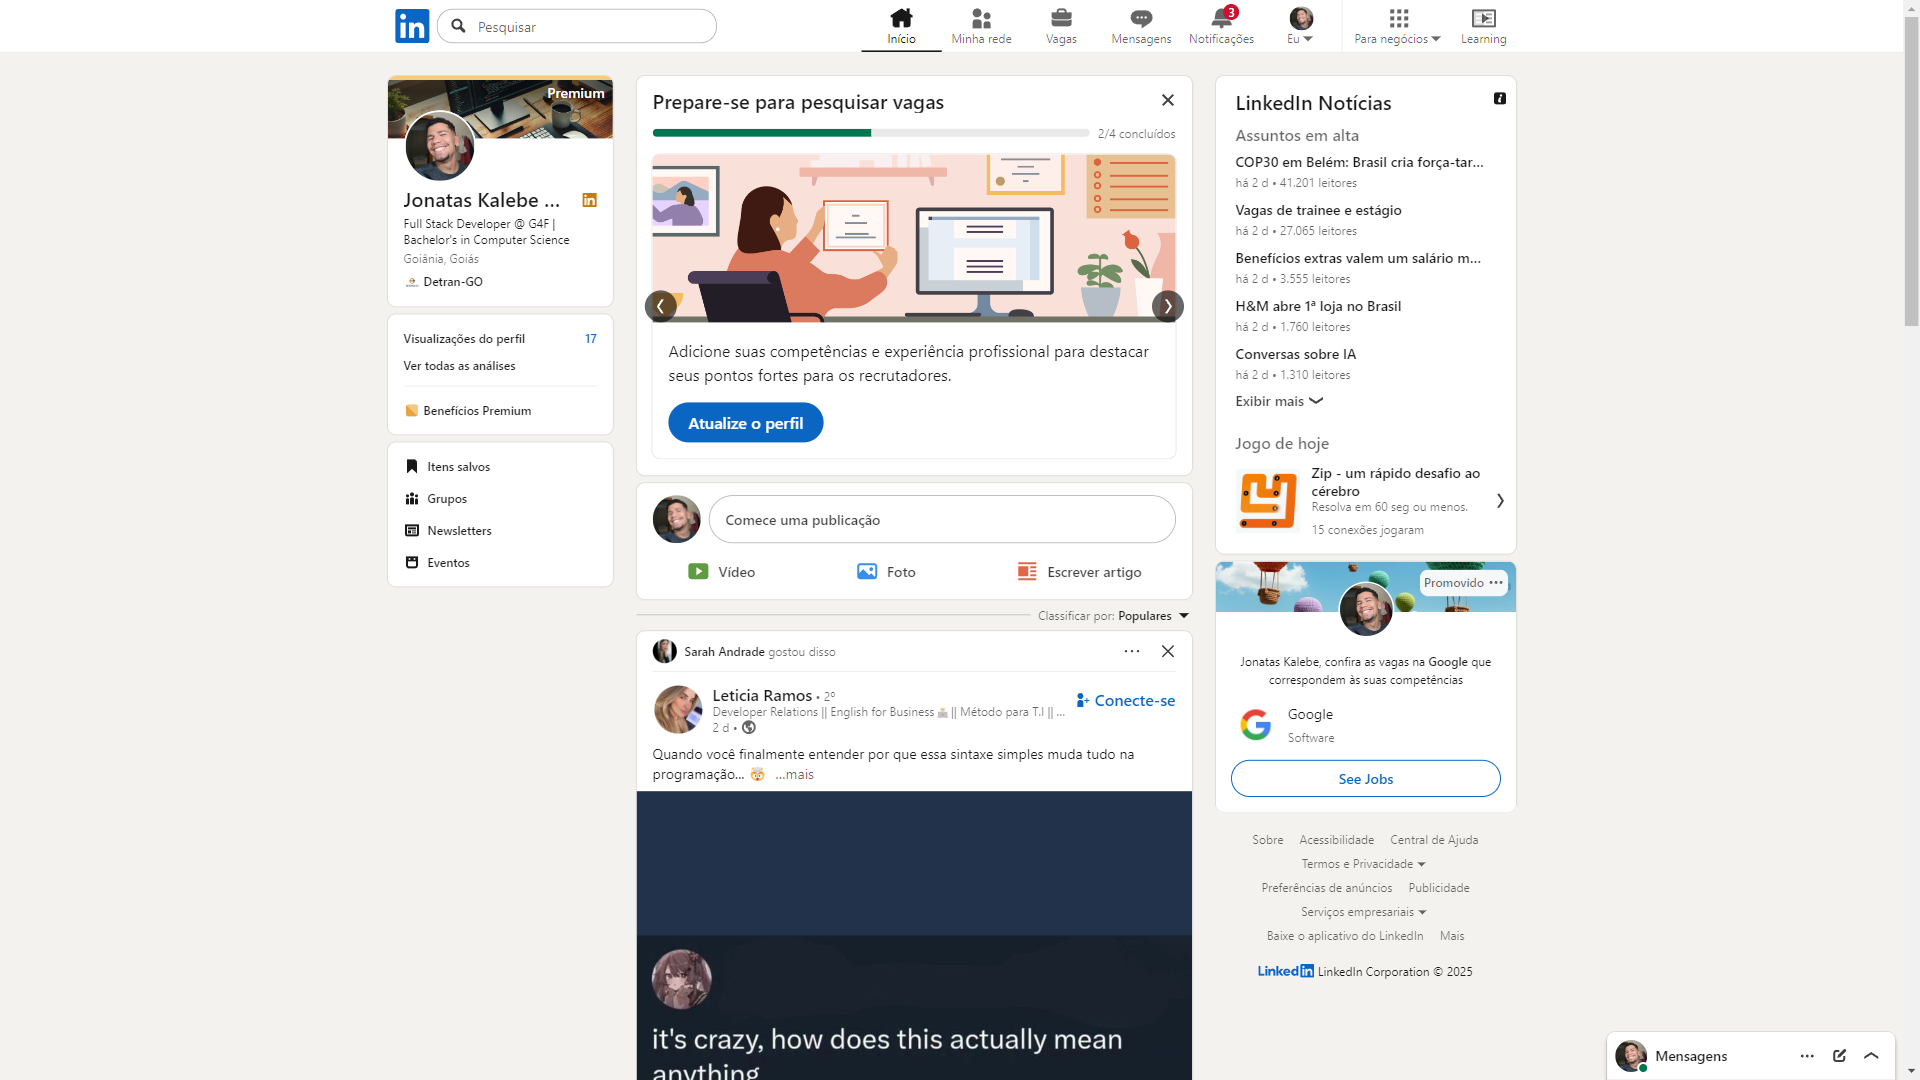 in
Pesquisar
Início
Minha rede
Vagas
Mensagens
3
Notificações
Eu
Para negócios
Learning
Premium
Jonatas Kalebe ...
in
Full Stack Developer @ G4F |
Bachelor's in Computer Science
Goiânia, Goiás
Detran-GO
Visualizações do perfil 17
Ver todas as análises
Benefícios Premium
Itens salvos
Grupos
Newsletters
Eventos
Prepare-se para pesquisar vagas
2/4 concluídos
Adicione suas competências e experiência profissional para destacar
seus pontos fortes para os recrutadores.
Atualize o perfil
Comece uma publicação
Vídeo
Foto
Escrever artigo
Classificar por: Populares
Sarah Andrade gostou disso
Leticia Ramos • 2º
Conecte-se
Developer Relations || English for Business || Método para T.I || ...
2 d •
Quando você finalmente entender por que essa sintaxe simples muda tudo na
programação... 🤯 ...mais
it's crazy, how does this actually mean
anything
LinkedIn Notícias
Assuntos em alta
COP30 em Belém: Brasil cria força-tar...
há 2 d • 41.201 leitores
Vagas de trainee e estágio
há 2 d • 27.065 leitores
Benefícios extras valem um salário m...
há 2 d • 3.555 leitores
H&M abre 1ª loja no Brasil
há 2 d • 1.760 leitores
Conversas sobre IA
há 2 d • 1.310 leitores
Exibir mais
Jogo de hoje
Zip - um rápido desafio ao
cérebro
Resolva em 60 seg ou menos.
15 conexões jogaram
Promovido ···
Jonatas Kalebe, confira as vagas na Google que
correspondem às suas competências
Google
Software
See Jobs
Sobre Acessibilidade Central de Ajuda
Termos e Privacidade
Preferências de anúncios Publicidade
Serviços empresariais
Baixe o aplicativo do LinkedIn Mais
LinkedIn LinkedIn Corporation © 2025
Mensagens